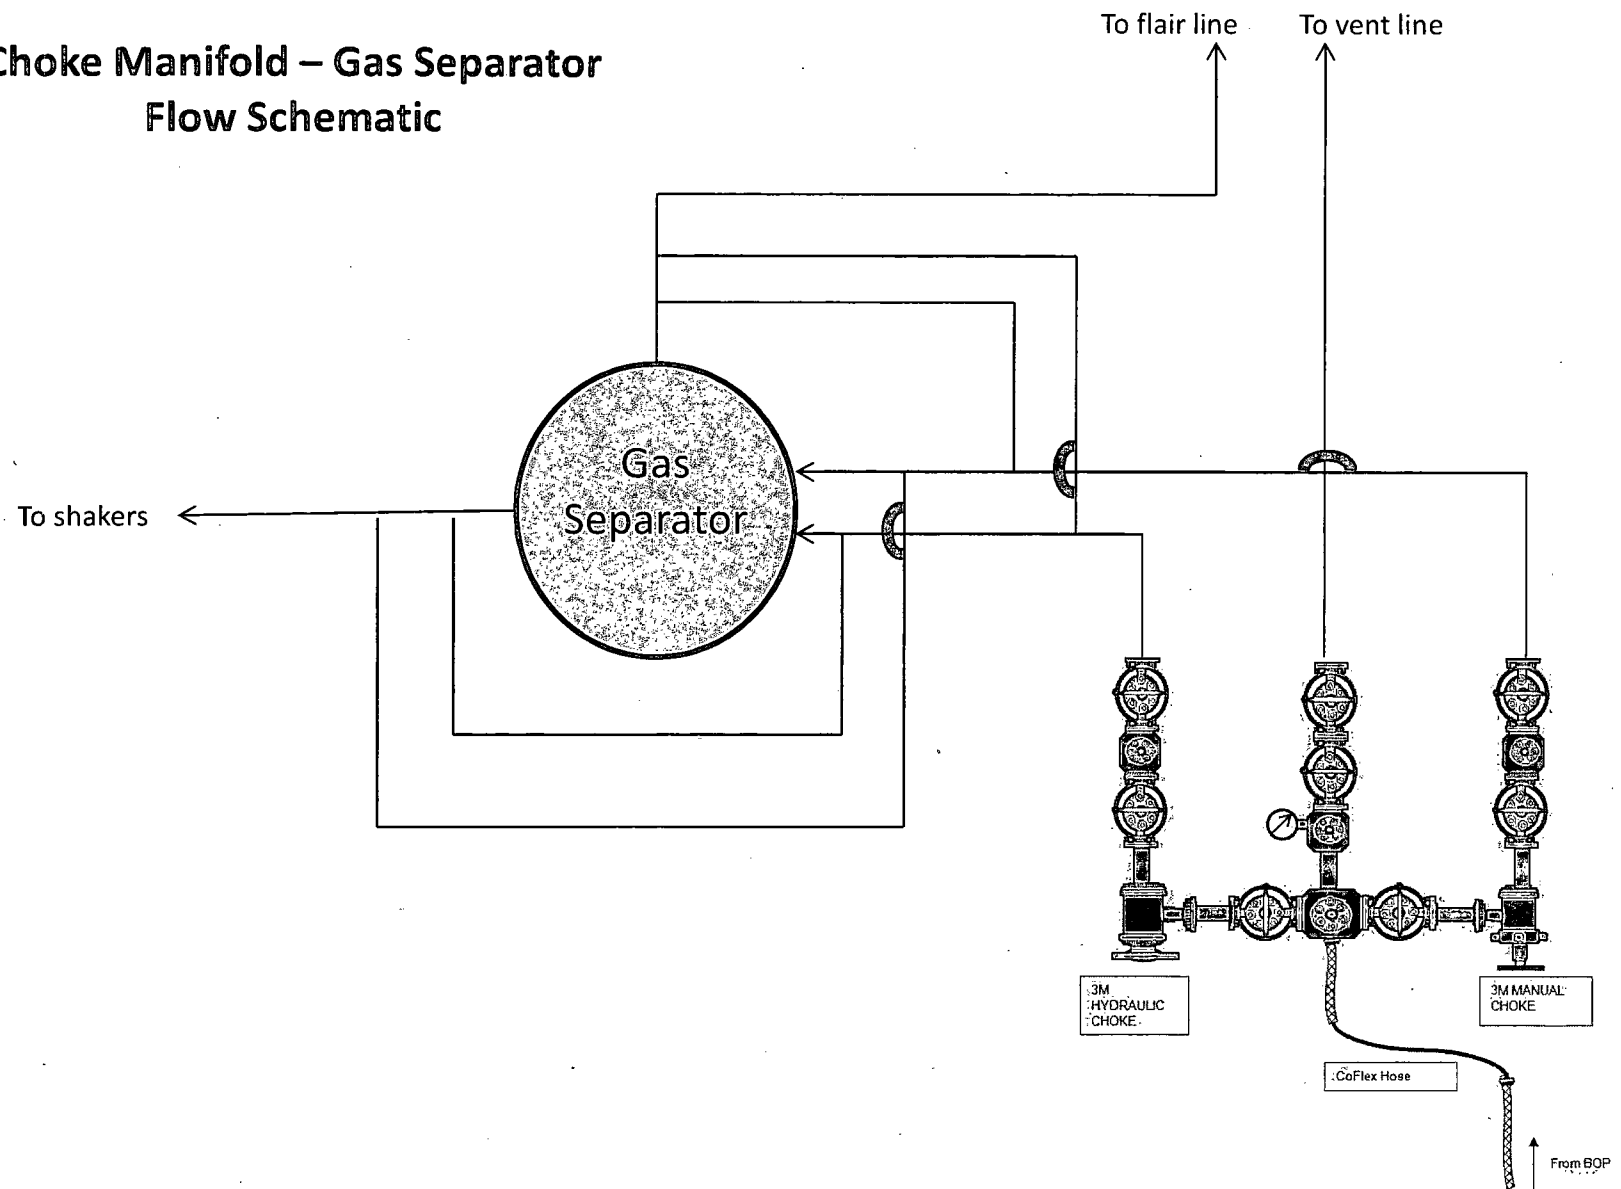 Choke Manifold – Gas Separator
Flow Schematic
To flair line
To vent line
Gas
Separator
To shakers
3M
HYDRAULIC
CHOKE
3M MANUAL
CHOKE
CoFlex Hose
From BOP